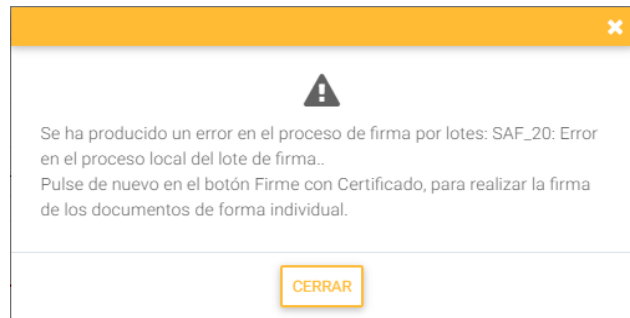 Se ha producido un error en el proceso de firma por lotes: SAF_20: Error
en el proceso local del lote de firma..
Pulse de nuevo en el botón Firme con Certificado, para realizar la firma
de los documentos de forma individual.
CERRAR